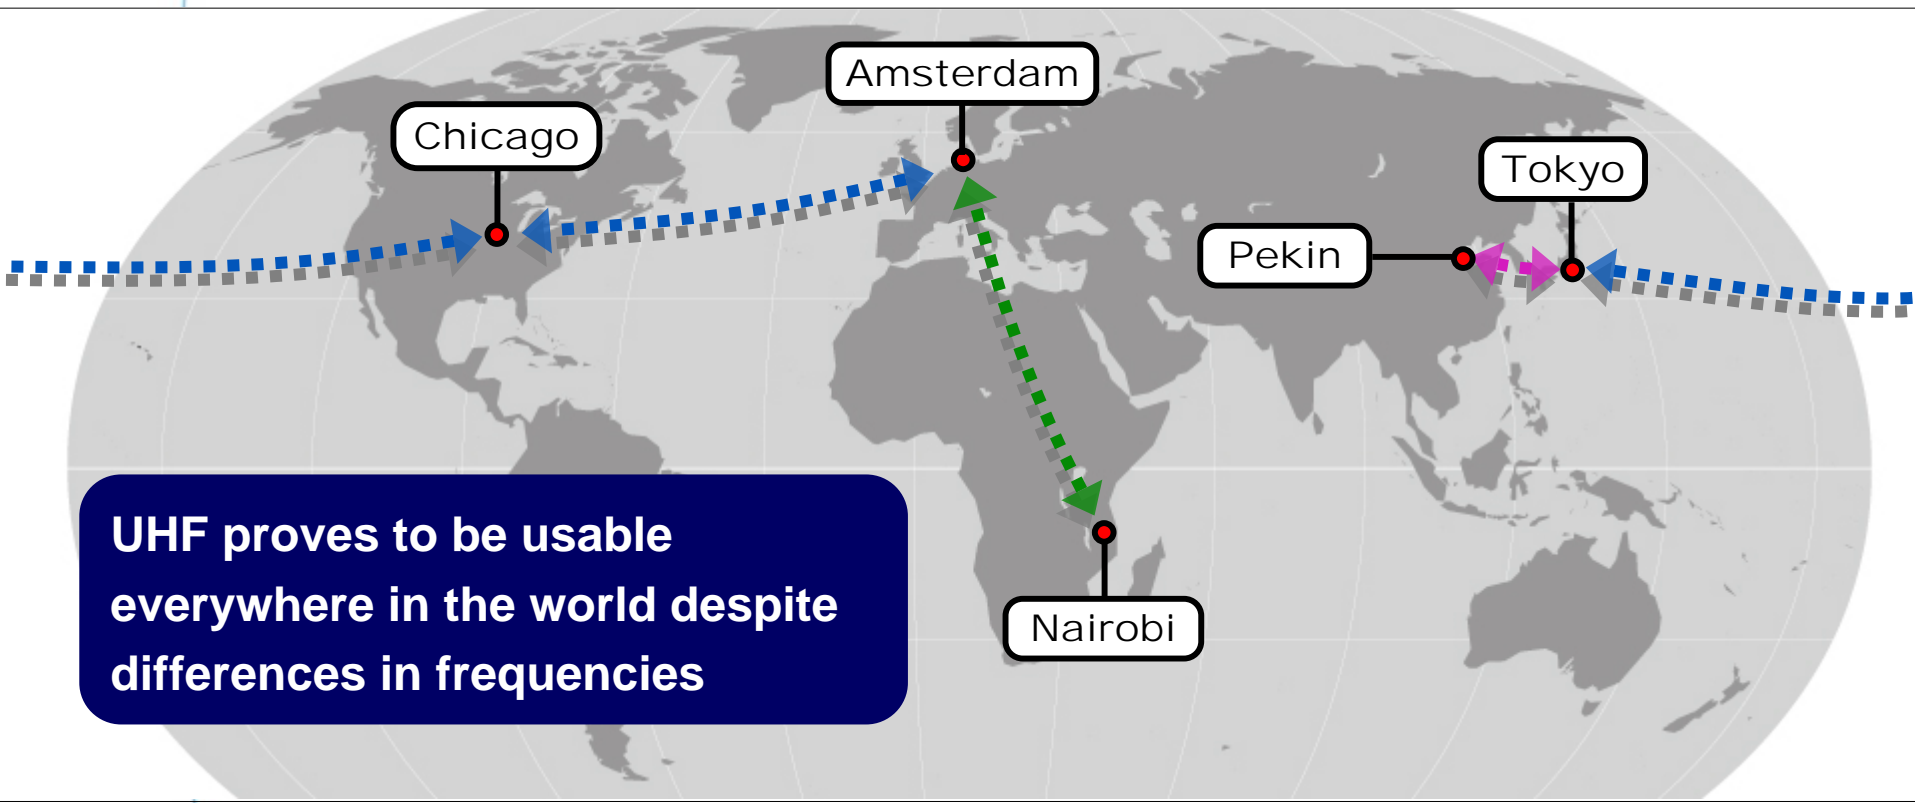 Amsterdam
Chicago
Tokyo
Pekin
Nairobi
UHF proves to be usable
everywhere in the world despite
differences in frequencies